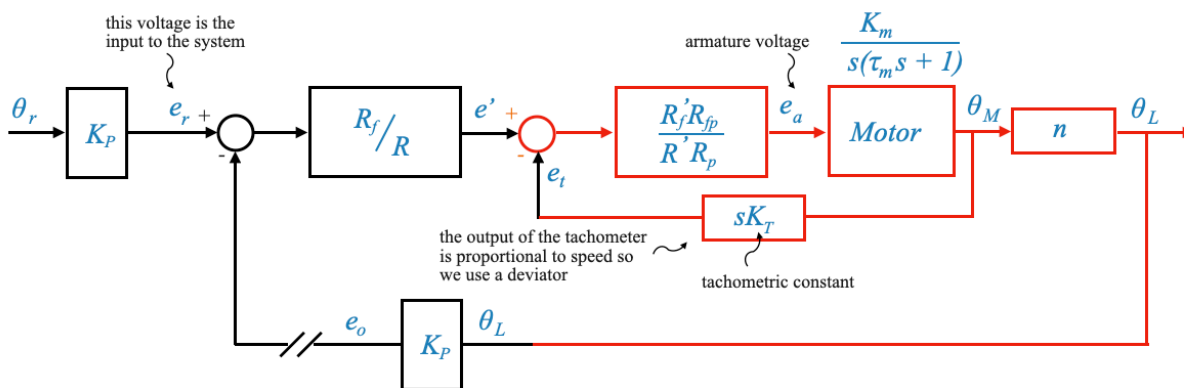 this voltage is the
input to the system
armature voltage
K_m
s(τ_m s + 1)
θ_r
K_P
e_r
+
-
R_f/R
e'
+
-
e_t
R_f'R_fp
R'R_p
e_a
Motor
θ_M
n
θ_L
sK_T
the output of the tachometer
is proportional to speed so
we use a deviator
tachometric constant
e_o
K_P
θ_L